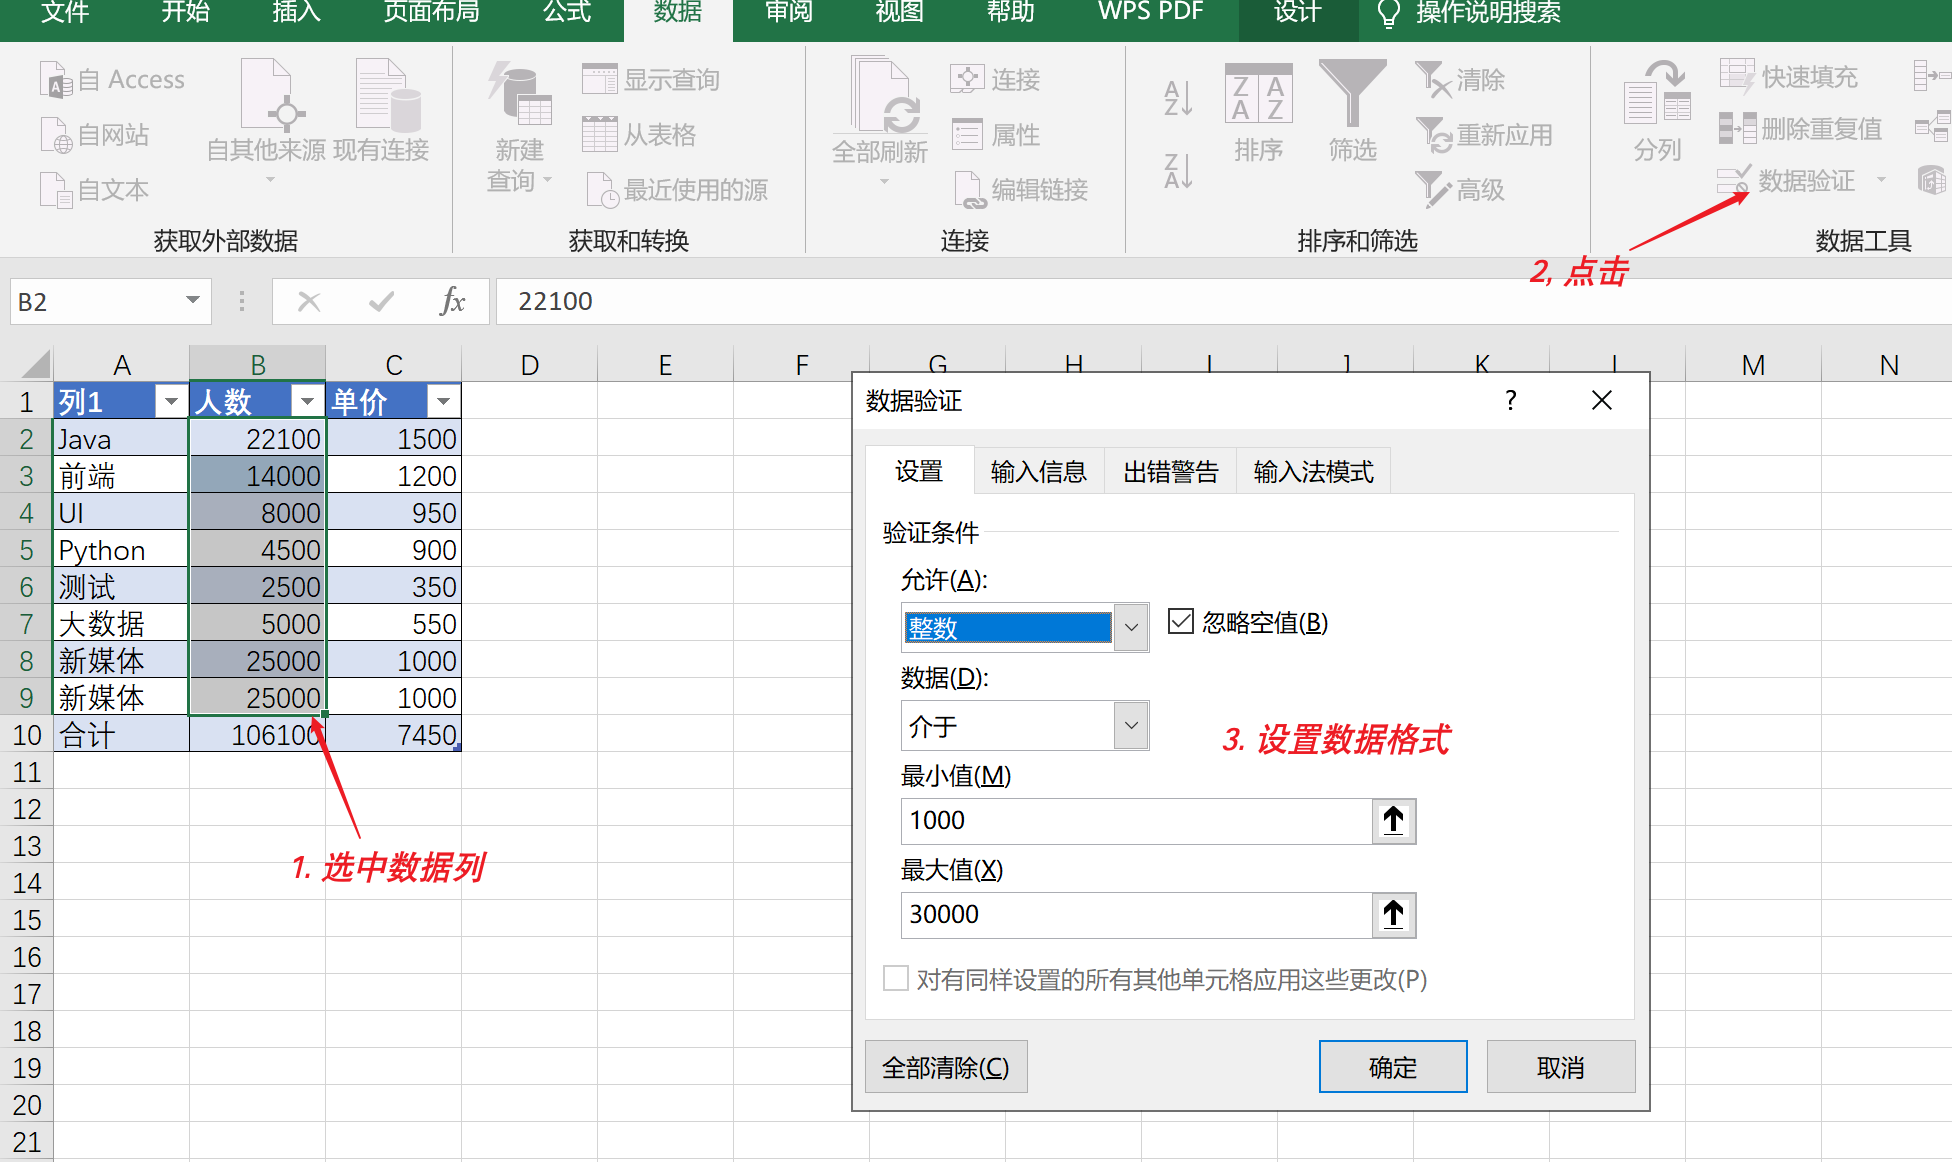 文件 开始 插入 页面布局 公式 数据 审阅 视图 帮助 WPS PDF 设计 操作说明搜索
自 Access
自网站
自文本
自其他来源
现有连接
获取外部数据
新建
查询
显示查询
从表格
最近使用的源
获取和转换
全部刷新
连接
属性
编辑链接
连接
排序
筛选
清除
重新应用
高级
排序和筛选
分列
快速填充
删除重复值
数据验证
数据工具
2, 点击
B2 fx 22100
A B C D E F G H I J K L M N
1 列1 人数 单价
2 Java 22100 1500
3 前端 14000 1200
4 UI 8000 950
5 Python 4500 900
6 测试 2500 350
7 大数据 5000 550
8 新媒体 25000 1000
9 新媒体 25000 1000
10 合计 106100 7450
11
12
13
14
15
16
17
18
19
20
21
1. 选中数据列
数据验证 ?
设置 输入信息 出错警告 输入法模式
验证条件
允许(A):
整数 忽略空值(B)
数据(D):
介于
3. 设置数据格式
最小值(M)
1000
最大值(X)
30000
对有同样设置的所有其他单元格应用这些更改(P)
全部清除(C) 确定 取消